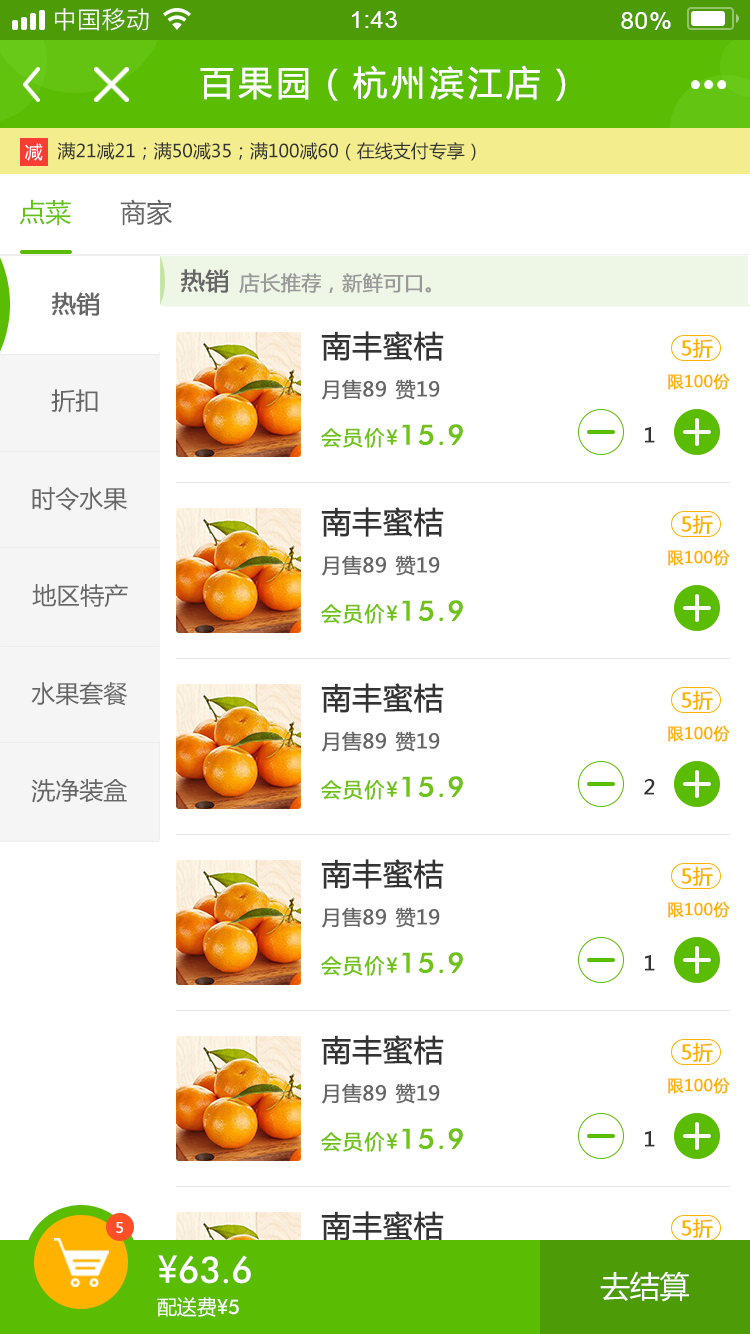 中国移动 1:43 80%
百果园（杭州滨江店）
减 满21减21；满50减35；满100减60（在线支付专享）
点菜 商家
热销
折扣
时令水果
地区特产
水果套餐
洗净装盒
热销 店长推荐，新鲜可口。
南丰蜜桔 5折
月售89 赞19 限100份
会员价¥15.9 1
南丰蜜桔 5折
月售89 赞19 限100份
会员价¥15.9
南丰蜜桔 5折
月售89 赞19 限100份
会员价¥15.9 2
南丰蜜桔 5折
月售89 赞19 限100份
会员价¥15.9 1
南丰蜜桔 5折
月售89 赞19 限100份
会员价¥15.9 1
南丰蜜桔 5折
5
¥63.6
配送费¥5
去结算